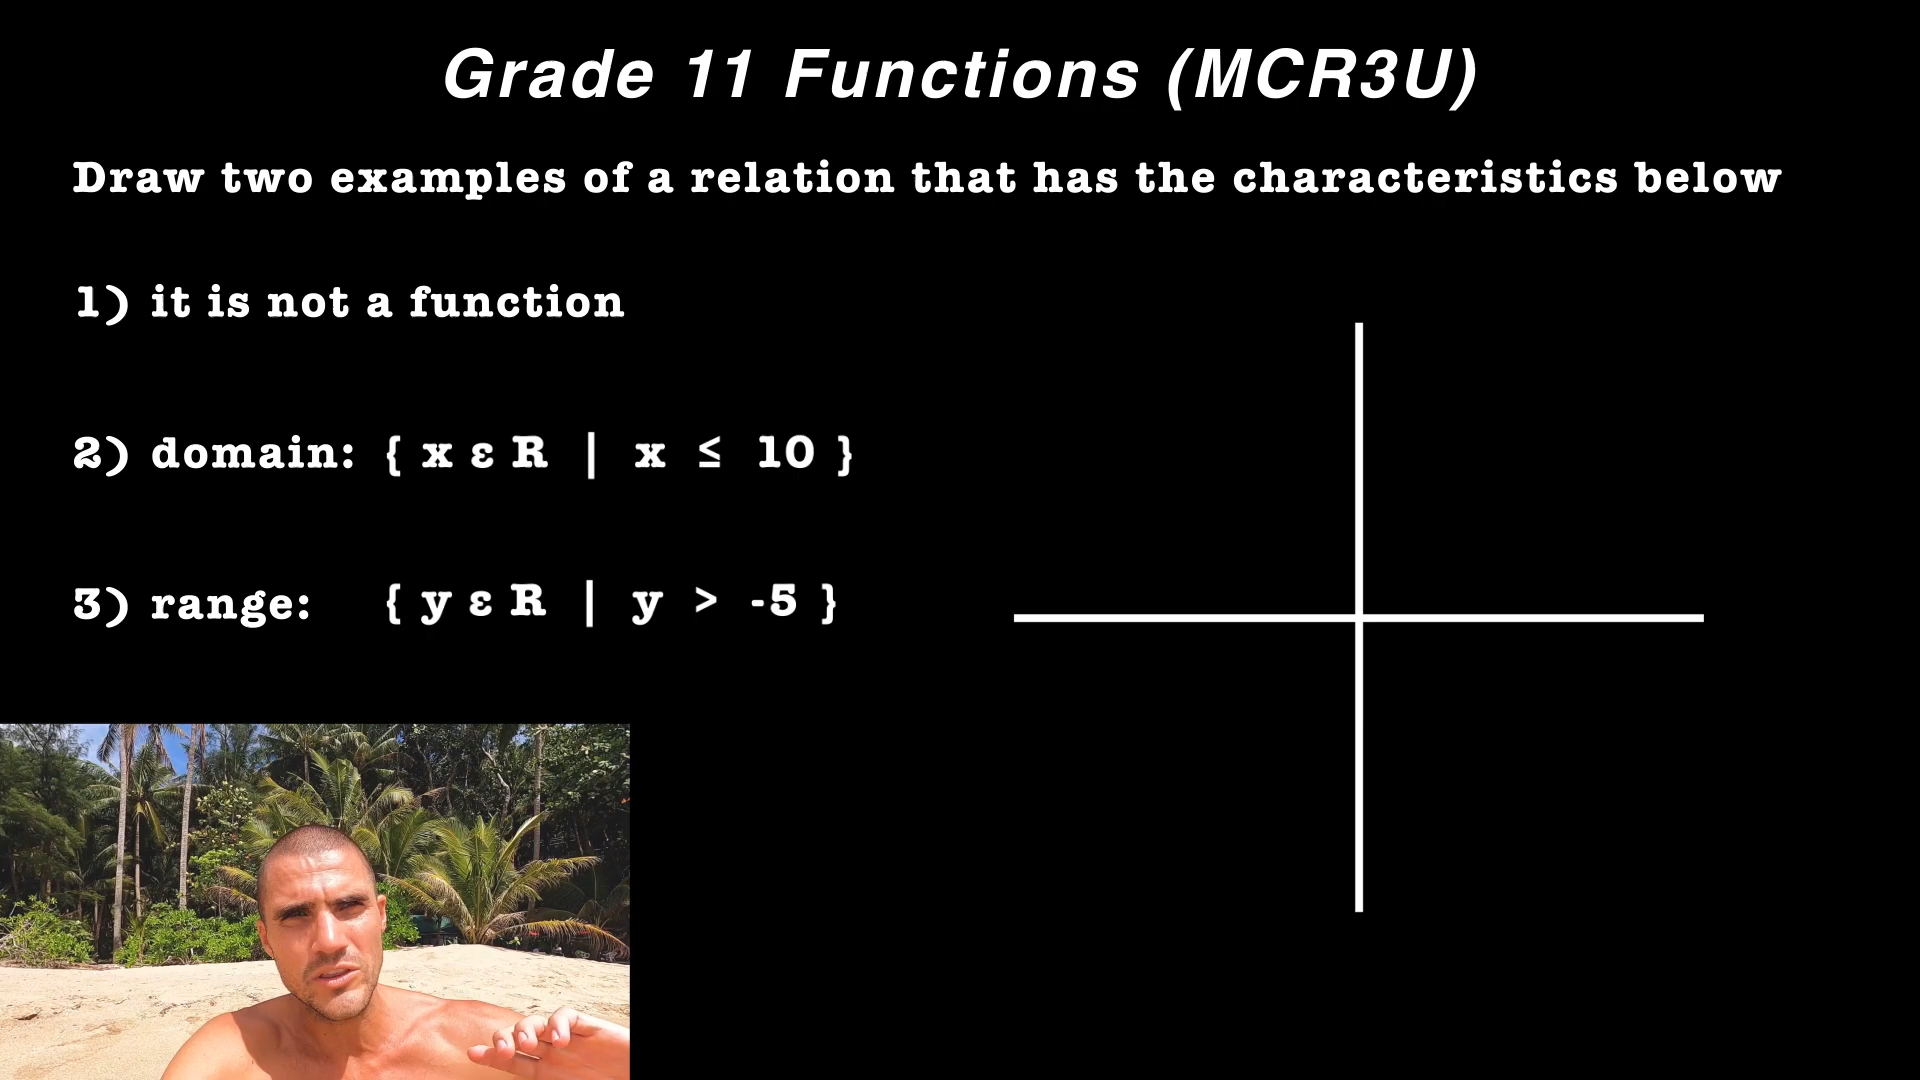 Grade 11 Functions (MCR3U)
Draw two examples of a relation that has the characteristics below
1) it is not a function
2) domain: { x ε R | x ≤ 10 }
3) range: { y ε R | y > -5 }